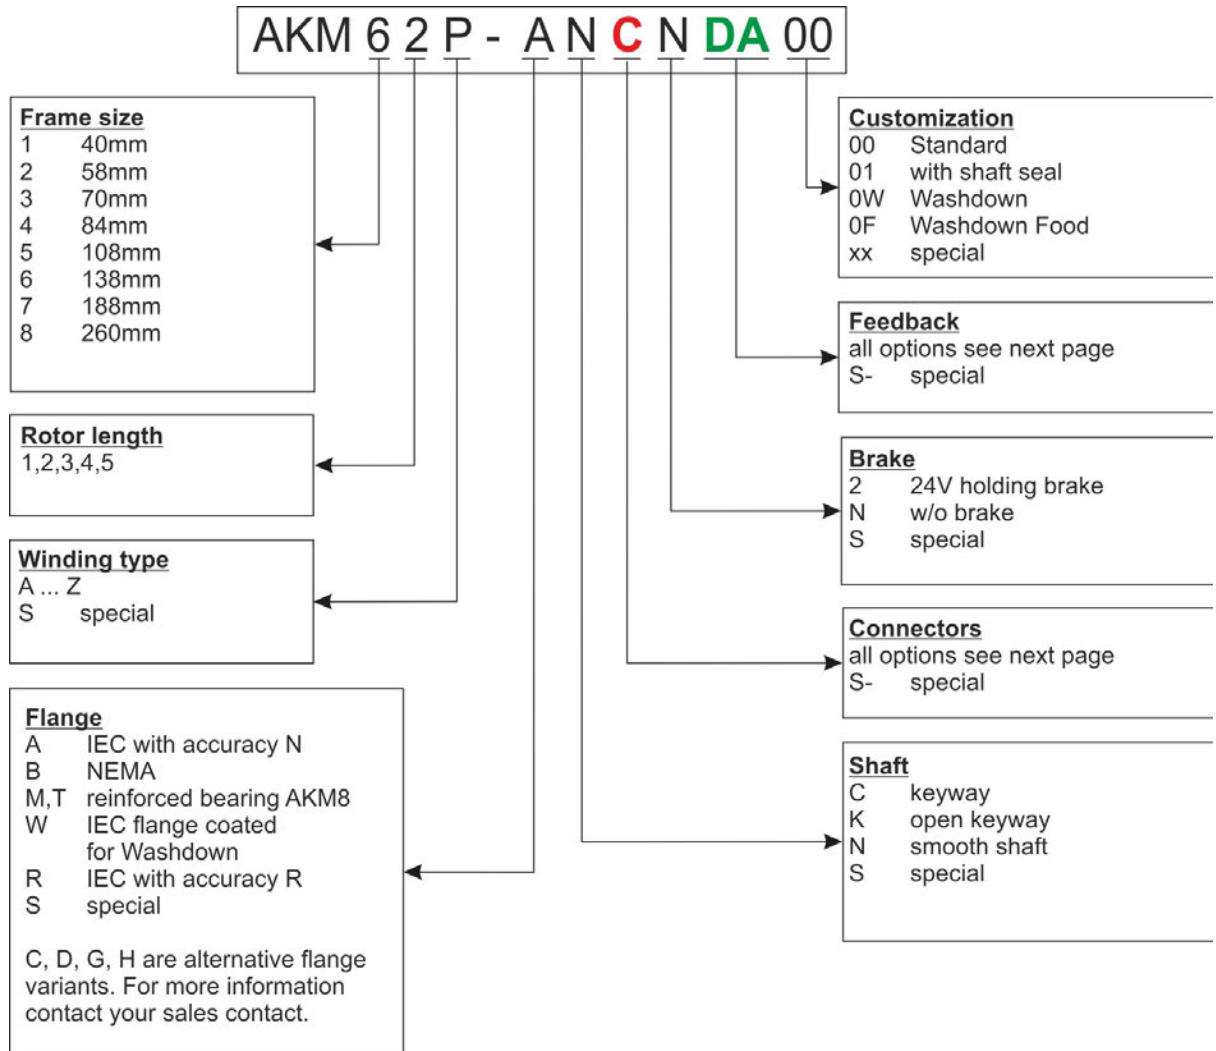 AKM 6 2 P - A N C N DA 00
Frame size
1 40mm
2 58mm
3 70mm
4 84mm
5 108mm
6 138mm
7 188mm
8 260mm
Rotor length
1,2,3,4,5
Winding type
A ... Z
S special
Flange
A IEC with accuracy N
B NEMA
M,T reinforced bearing AKM8
W IEC flange coated
for Washdown
R IEC with accuracy R
S special
C, D, G, H are alternative flange
variants. For more information
contact your sales contact.
Customization
00 Standard
01 with shaft seal
0W Washdown
0F Washdown Food
xx special
Feedback
all options see next page
S- special
Brake
2 24V holding brake
N w/o brake
S special
Connectors
all options see next page
S- special
Shaft
C keyway
K open keyway
N smooth shaft
S special